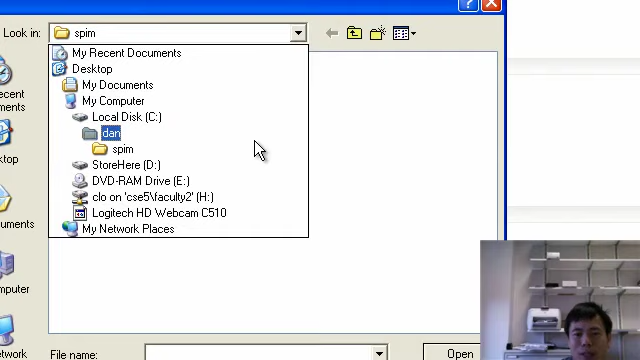 Look in:
spim
My Recent Documents
Desktop
My Documents
My Computer
Local Disk (C:)
dan
spim
StoreHere (D:)
DVD-RAM Drive (E:)
clo on 'cse5\faculty2' (H:)
Logitech HD Webcam C510
My Network Places
ecent
ments
ktop
uments
mputer
etwork
File name:
Open